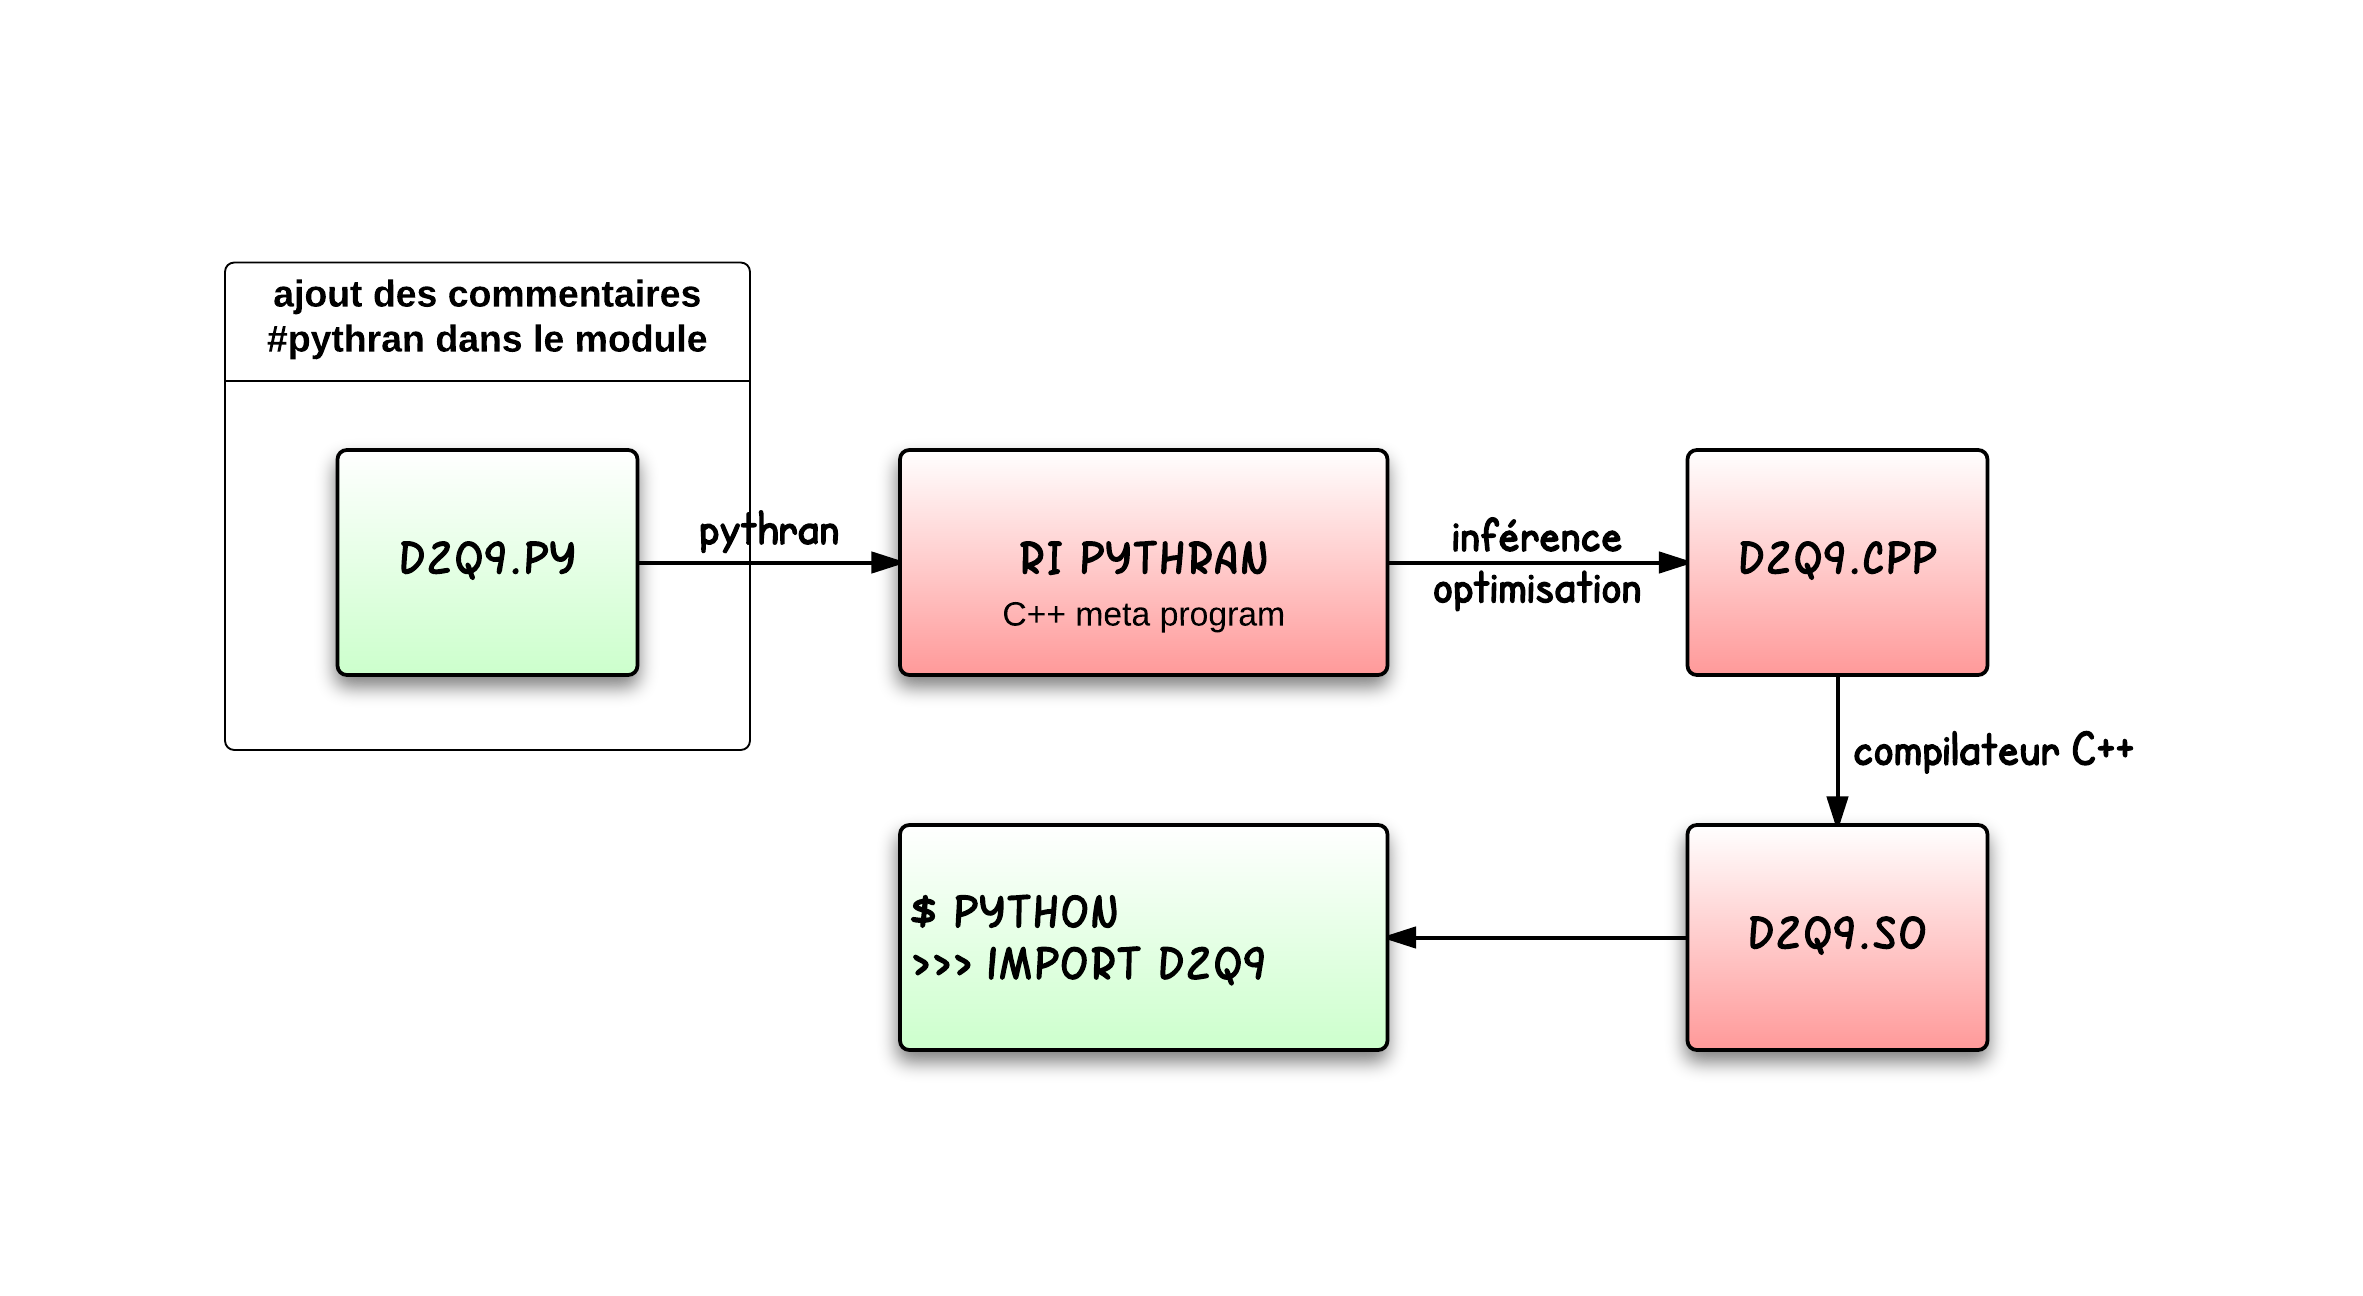 ajout des commentaires
#pythran dans le module
D2Q9.PY
pythran
RI PYTHRAN
C++ meta program
inférence
optimisation
D2Q9.CPP
compilateur C++
D2Q9.SO
$ PYTHON
>>> IMPORT D2Q9